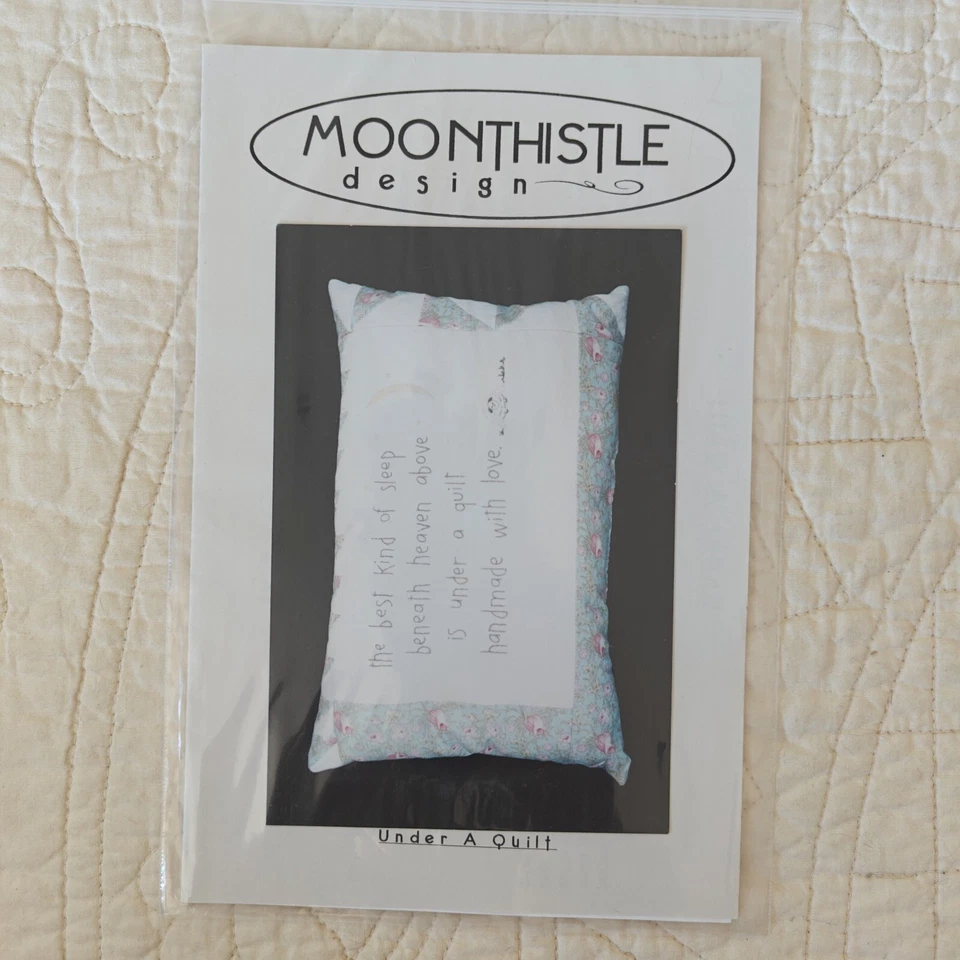 MOONTHISTLE
design
the best kind of sleep
beneath heaven above
is under a quilt
handmade with love.
Under A Quilt